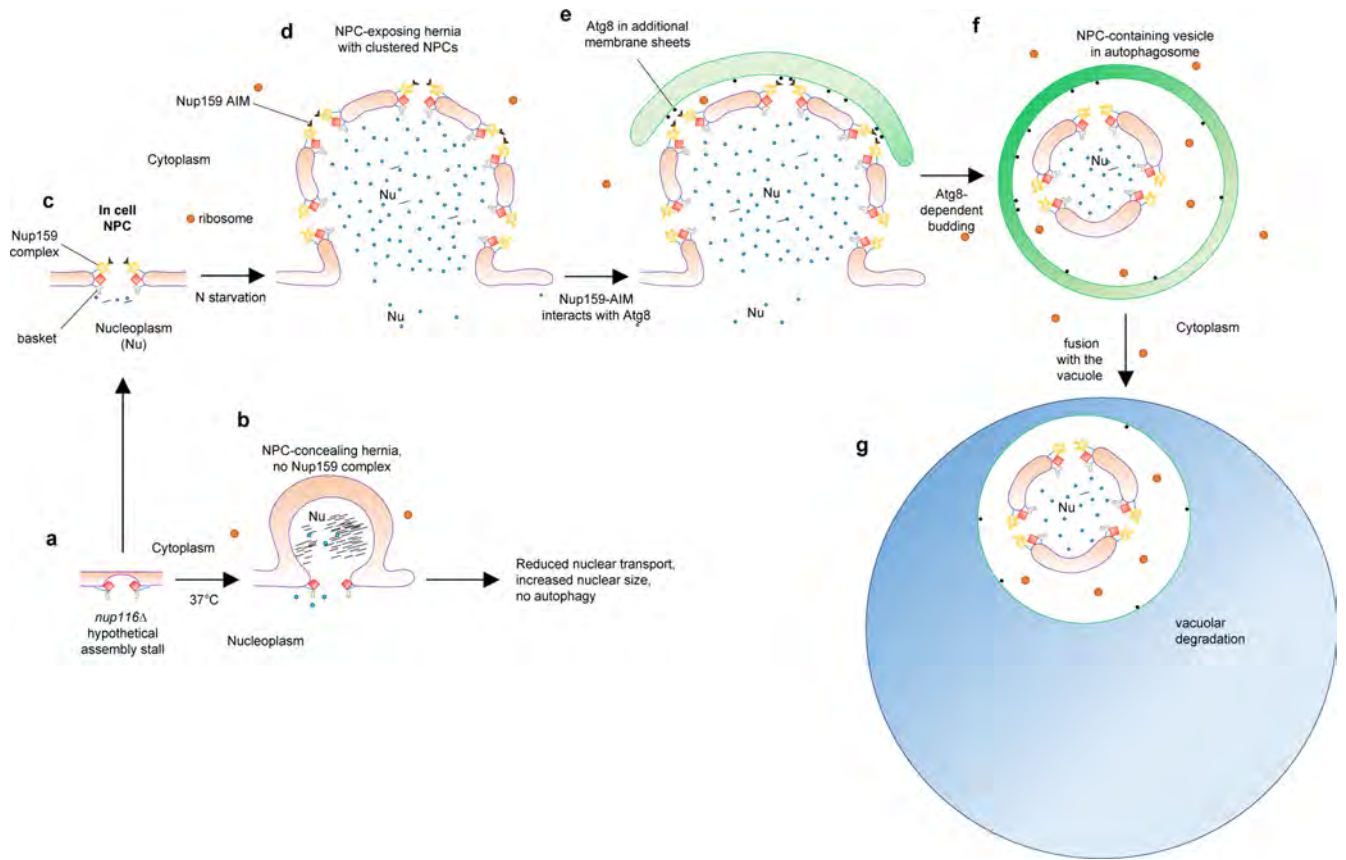 d
NPC-exposing hernia
with clustered NPCs
e
Atg8 in additional
membrane sheets
f
NPC-containing vesicle
in autophagosome
Nup159 AIM
Cytoplasm
Nu
Nu
Nu
Atg8-
dependent
budding
c
In cell
NPC
ribosome
Nup159
complex
N starvation
Nup159-AIM
interacts with Atg8
Nu
Nu
basket
Nucleoplasm
(Nu)
Cytoplasm
fusion
with the
vacuole
b
NPC-concealing hernia,
no Nup159 complex
g
Nu
Nu
a
Cytoplasm
37°C
nup116Δ
hypothetical
assembly stall
Nucleoplasm
Reduced nuclear transport,
increased nuclear size,
no autophagy
vacuolar
degradation